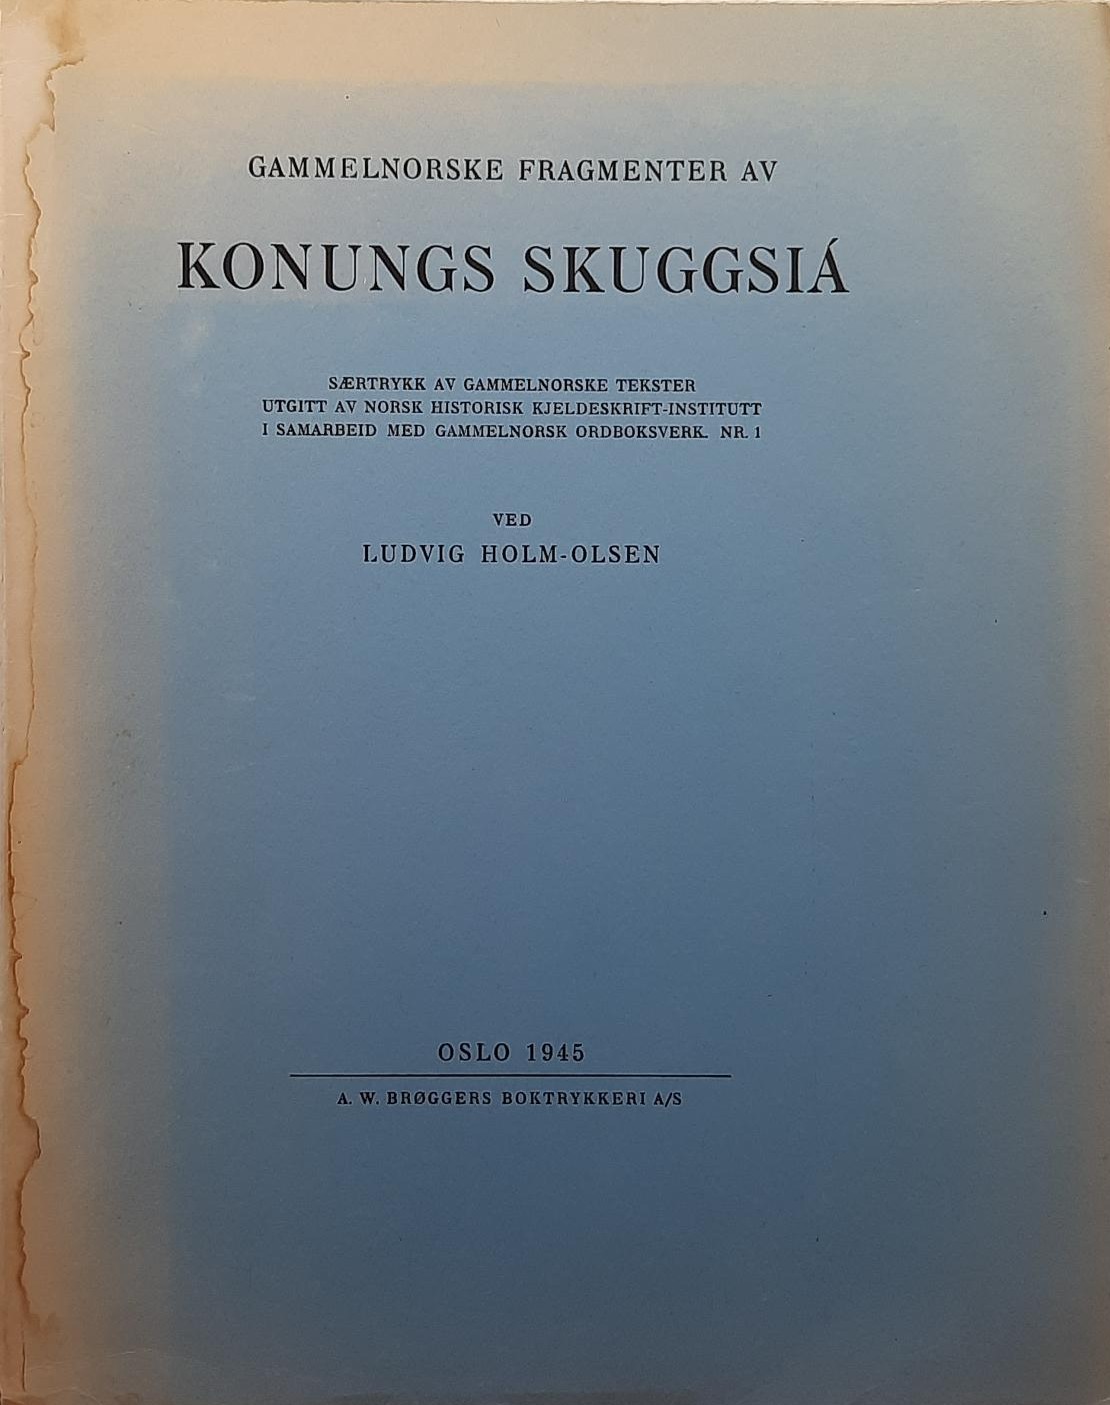 GAMMELNORSKE FRAGMENTER AV
KONUNGS SKUGGSIÁ
SÆRTRYKK AV GAMMELNORSKE TEKSTER
UTGITT AV NORSK HISTORISK KJELDESKRIFT-INSTITUTT
I SAMARBEID MED GAMMELNORSK ORDBOKSVERK. NR. 1
VED
LUDVIG HOLM-OLSEN
OSLO 1945
A. W. BRØGGERS BOKTRYKKERI A/S